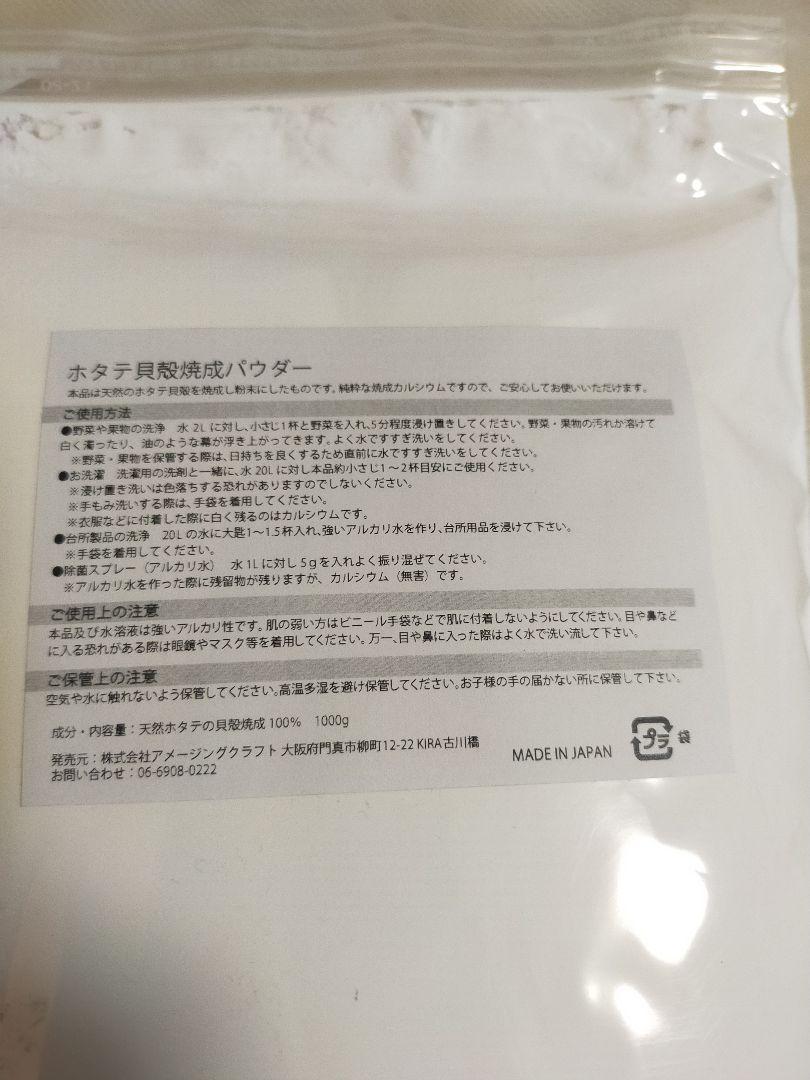 ホタテ貝殻焼成パウダー
本品は天然のホタテ貝殻を焼成し粉末にしたものです。純粋な焼成カルシウムですので、ご安心してお使いいただけます。
ご使用方法
●野菜や果物の洗浄　水 2L に対し、小さじ1杯と野菜を入れ、5分程度浸け置きしてください。野菜・果物の汚れが溶けて
白く濁ったり、油のような幕が浮き上がってきます。よく水ですすぎ洗いをしてください。
※野菜・果物を保管する際は、日持ちを良くするため直前に水ですすぎ洗いをしてください。
●お洗濯　洗濯用の洗剤と一緒に、水 20L に対し本品約小さじ1～2杯目安にご使用ください。
※浸け置き洗いは色落ちする恐れがありますのでしないください。
※手もみ洗いする際は、手袋を着用してください。
※衣服などに付着した際に白く残るのはカルシウムです。
●台所製品の洗浄　20L の水に大匙1～1.5杯入れ、強いアルカリ水を作り、台所用品を浸けて下さい。
※手袋を着用してください。
●除菌スプレー（アルカリ水）　水 1L に対し 5gを入れよく振り混ぜてください。
※アルカリ水を作った際に残留物が残りますが、カルシウム（無害）です。
ご使用上の注意
本品及び水溶液は強いアルカリ性です。肌の弱い方はビニール手袋などで肌に付着しないようにしてください。目や鼻など
に入る恐れがある際は眼鏡やマスク等を着用してください。万一、目や鼻に入った際はよく水で洗い流して下さい。
ご保管上の注意
空気や水に触れないよう保管してください。高温多湿を避け保管してください。お子様の手の届かない所に保管して下さい。
成分・内容量：天然ホタテの貝殻焼成 100%　1000g
発売元：株式会社アメージングクラフト 大阪府門真市柳町12-22 KIRA古川橋
お問い合わせ：06-6908-0222
MADE IN JAPAN
プラ
袋